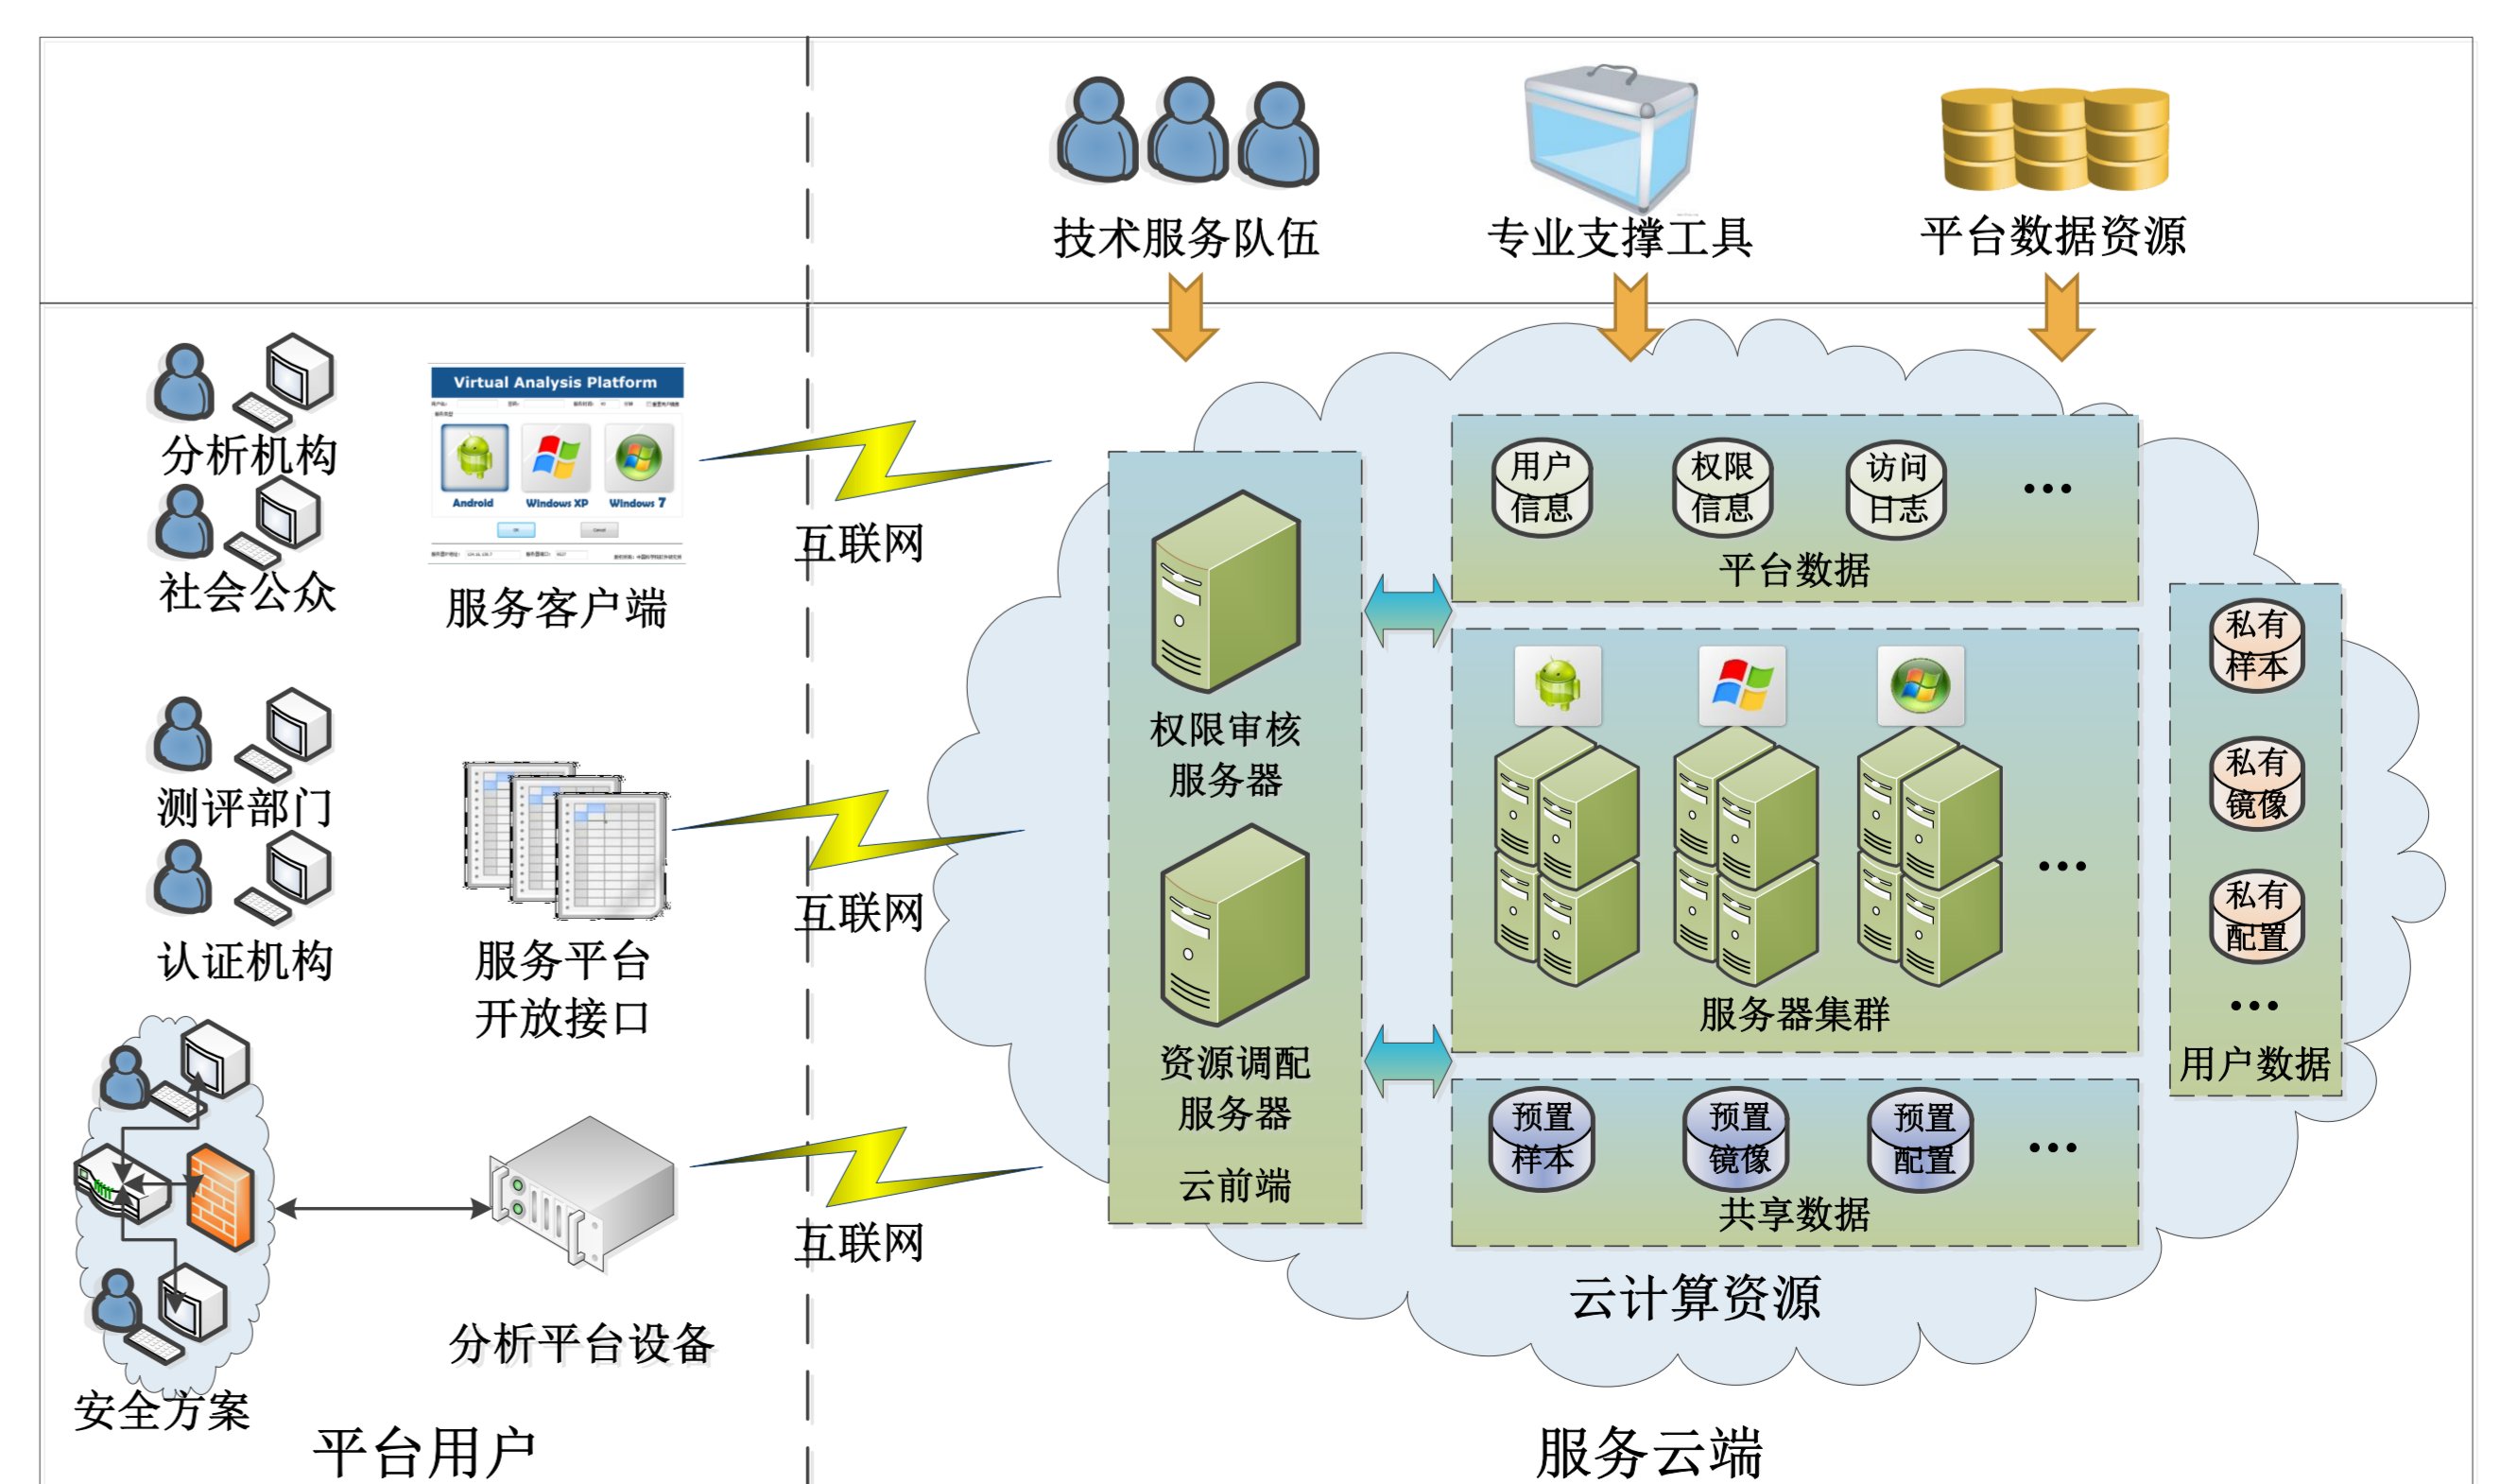 技术服务队伍
专业支撑工具
平台数据资源
分析机构
社会公众
Virtual Analysis Platform
Android
Windows XP
Windows 7
OK
Cancel
服务客户端
互联网
测评部门
认证机构
服务平台
开放接口
互联网
安全方案
分析平台设备
互联网
平台用户
权限审核
服务器
资源调配
服务器
云前端
用户
信息
权限
信息
访问
日志
...
平台数据
...
服务器集群
预置
样本
预置
镜像
预置
配置
...
共享数据
私有
样本
私有
镜像
私有
配置
...
用户数据
云计算资源
服务云端